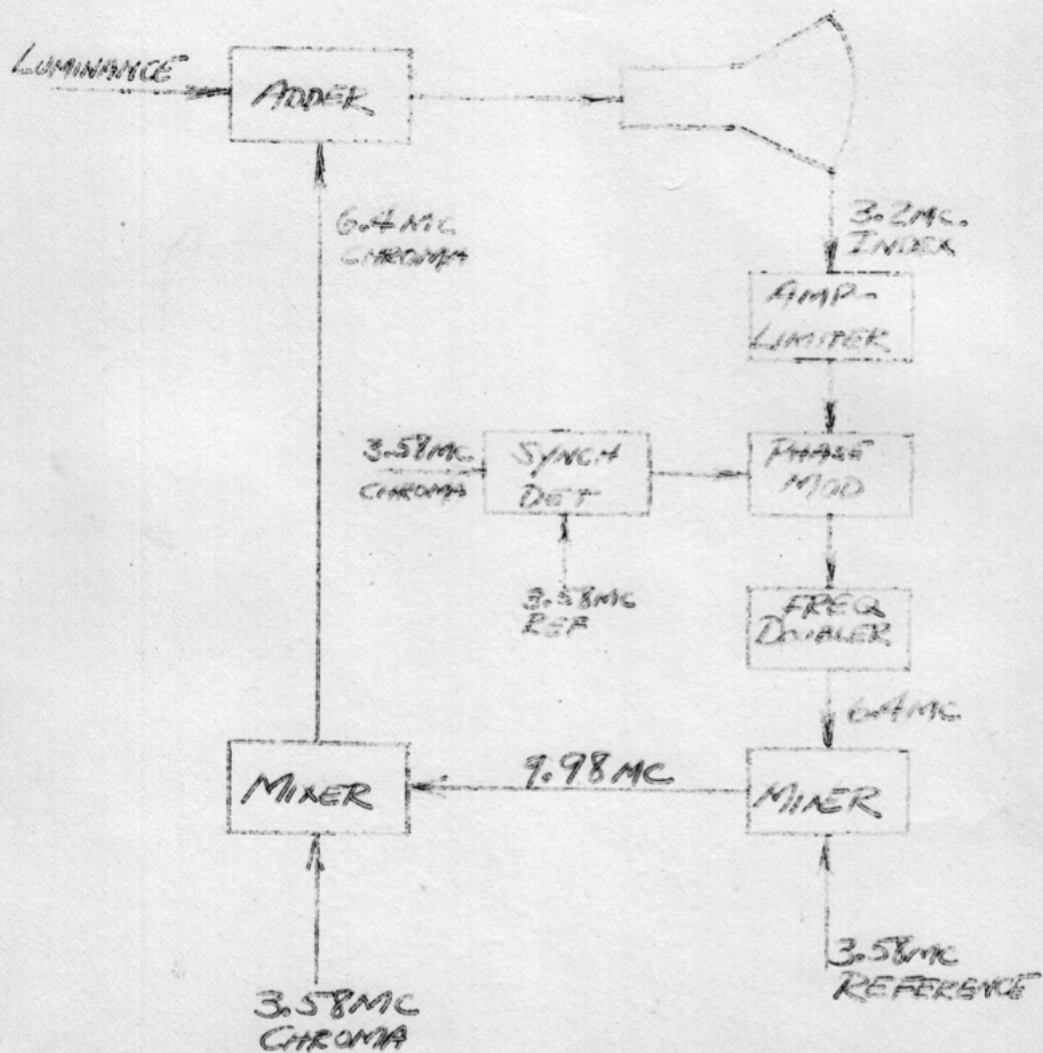 LUMINANCE
ADDER
6.4 MC
CHROMA
3.2 MC.
INDEX
AMP-
LIMITER
3.58 MC
CHROMA
SYNCH
DET
PHASE
MOD
3.58 MC
REF
FREQ
DOUBLER
6.4 MC
MIXER
9.98 MC
MIXER
3.58 MC
CHROMA
3.58 MC
REFERENCE